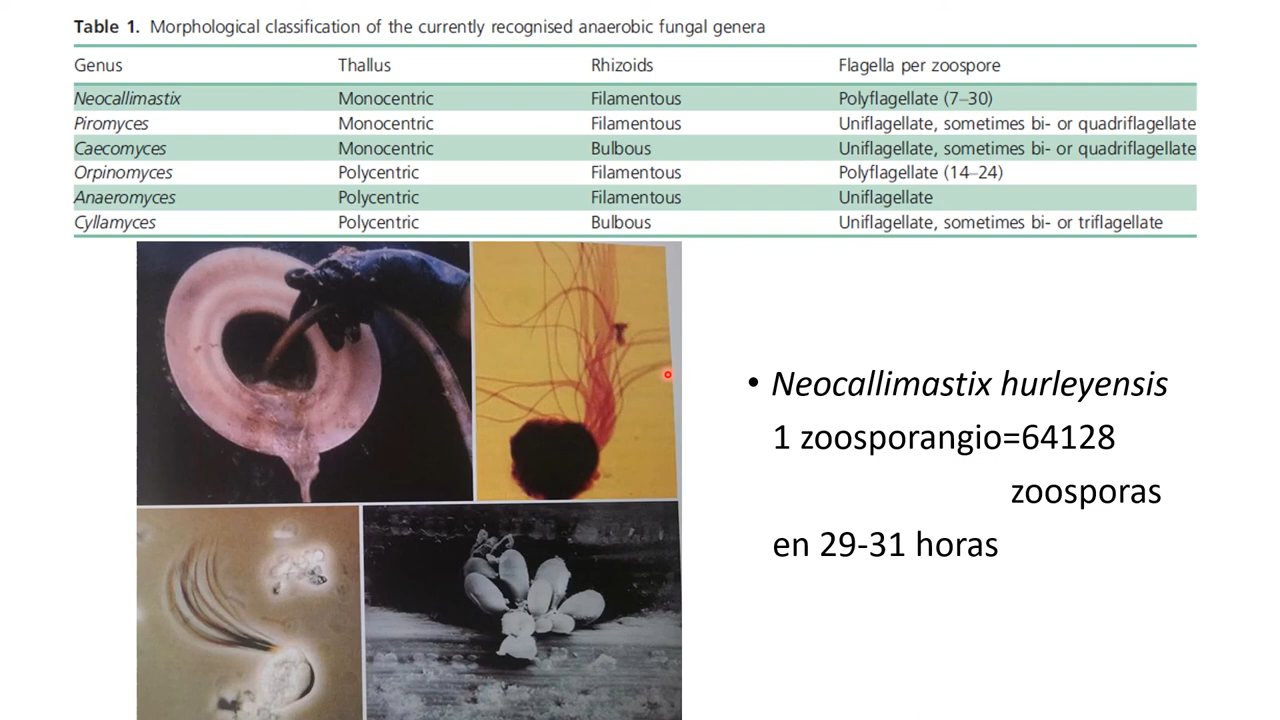 Table 1. Morphological classification of the currently recognised anaerobic fungal genera
Genus Thallus Rhizoids Flagella per zoospore
Neocallimastix Monocentric Filamentous Polyflagellate (7–30)
Piromyces Monocentric Filamentous Uniflagellate, sometimes bi- or quadriflagellate
Caecomyces Monocentric Bulbous Uniflagellate, sometimes bi- or quadriflagellate
Orpinomyces Polycentric Filamentous Polyflagellate (14–24)
Anaeromyces Polycentric Filamentous Uniflagellate
Cyllamyces Polycentric Bulbous Uniflagellate, sometimes bi- or triflagellate
• Neocallimastix hurleyensis
1 zoosporangio=64128
zoosporas
en 29-31 horas